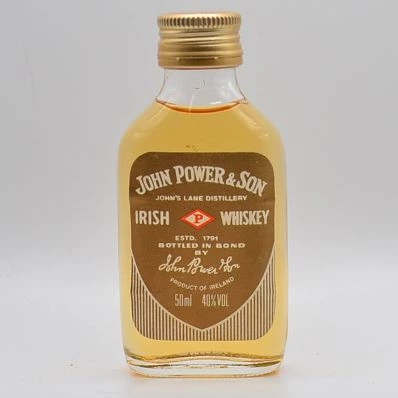 JOHN POWER & SON
JOHN'S LANE DISTILLERY
IRISH P WHISKEY
ESTD. 1791
BOTTLED IN BOND
BY
John Power & Son
PRODUCT OF IRELAND
50ml 40%VOL